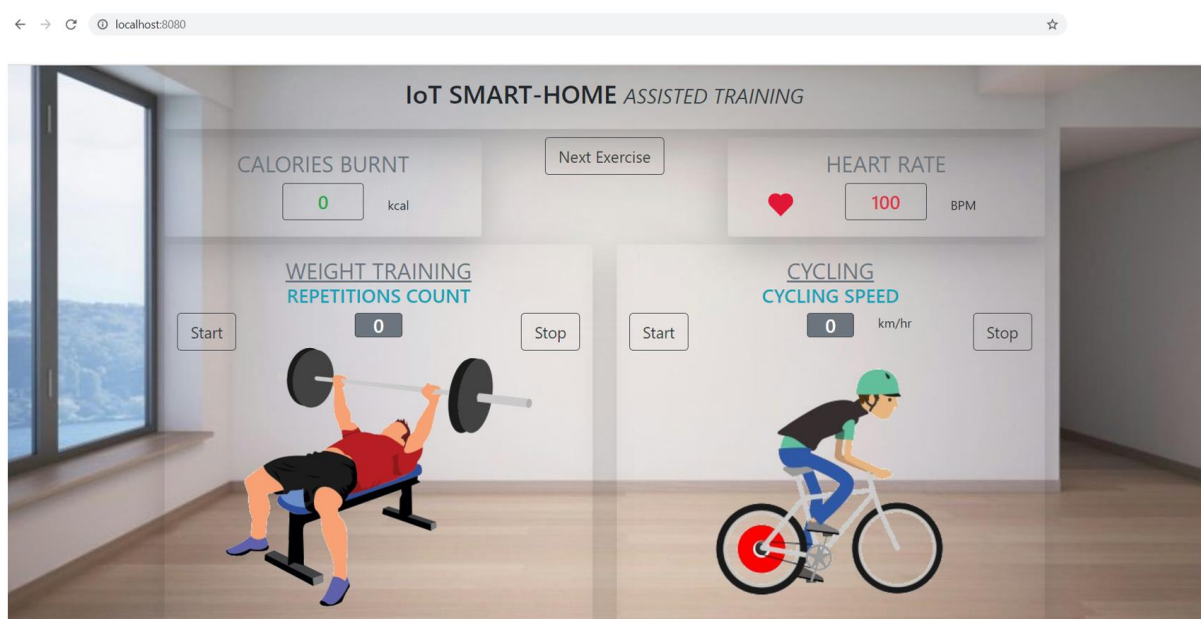 localhost:8080
IoT SMART-HOME ASSISTED TRAINING
Next Exercise
CALORIES BURNT
0 kcal
HEART RATE
100 BPM
WEIGHT TRAINING
REPETITIONS COUNT
0
Start
Stop
CYCLING
CYCLING SPEED
0 km/hr
Start
Stop